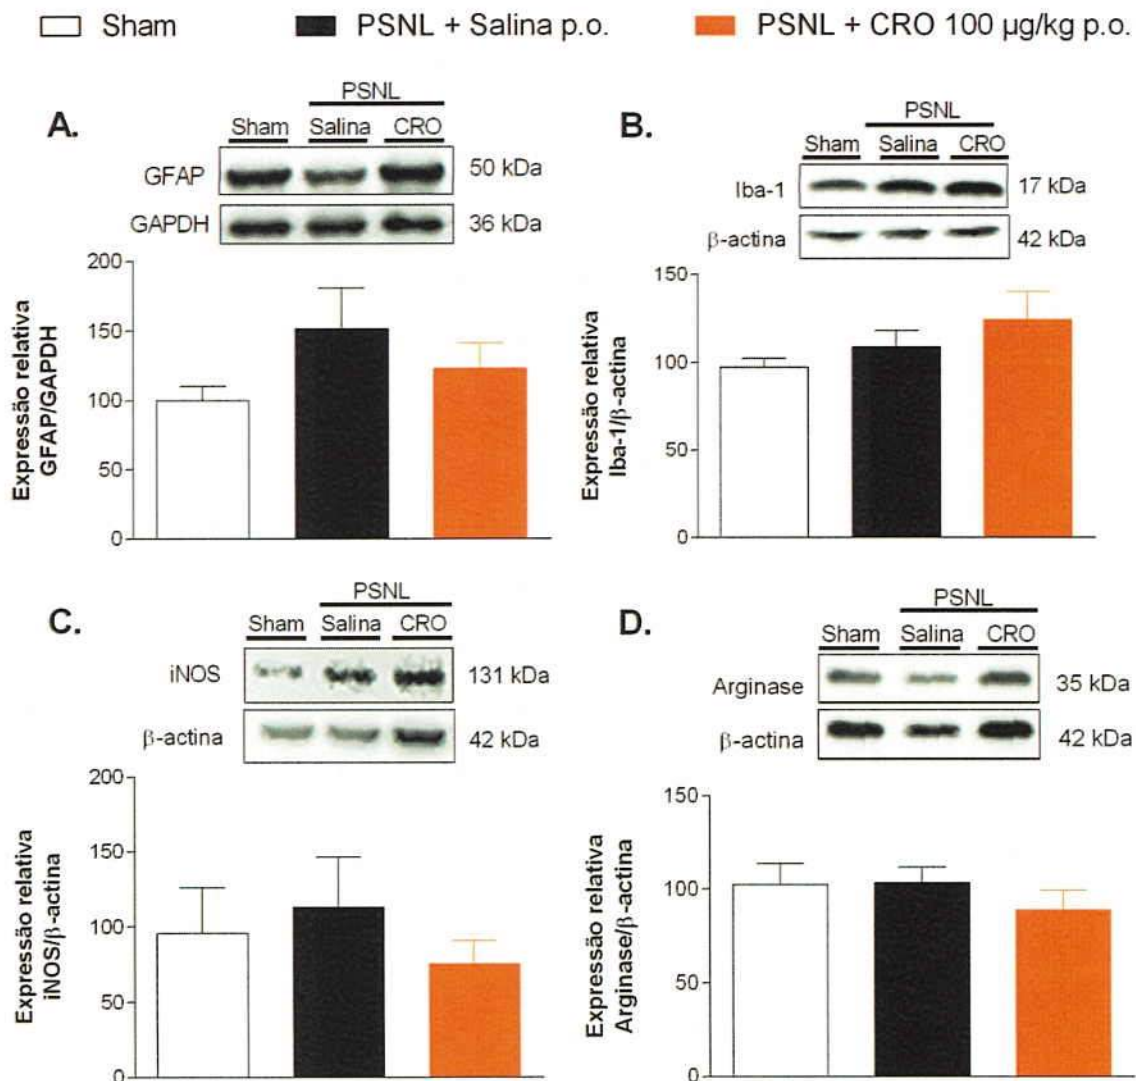 Sham PSNL + Salina p.o. PSNL + CRO 100 µg/kg p.o.
A.
PSNL
Sham Salina CRO
GFAP 50 kDa
GAPDH 36 kDa
Expressão relativa
GFAP/GAPDH
200
150
100
50
0
B.
PSNL
Sham Salina CRO
Iba-1 17 kDa
β-actina 42 kDa
Expressão relativa
Iba-1/β-actina
150
100
50
0
C.
PSNL
Sham Salina CRO
iNOS 131 kDa
β-actina 42 kDa
Expressão relativa
iNOS/β-actina
200
150
100
50
0
D.
PSNL
Sham Salina CRO
Arginase 35 kDa
β-actina 42 kDa
Expressão relativa
Arginase/β-actina
150
100
50
0